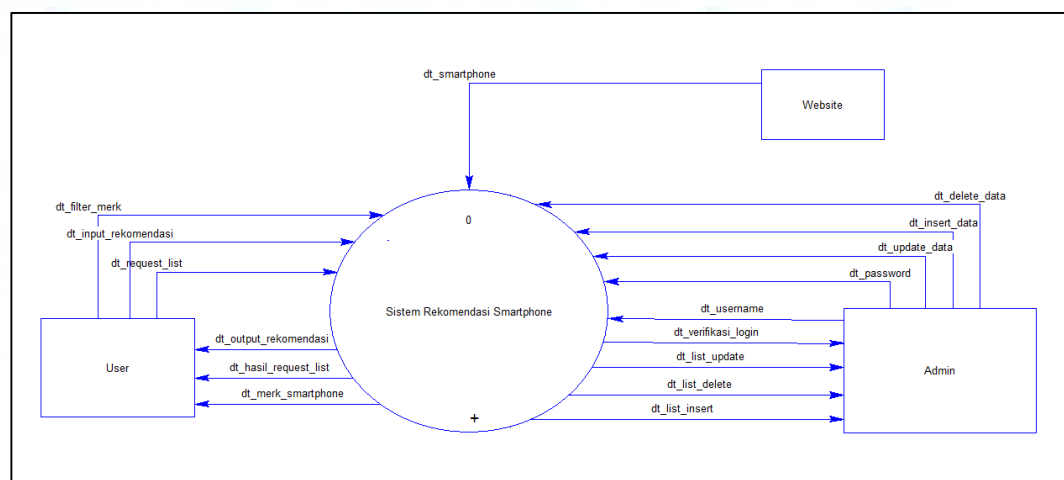 dt_smartphone
Website
dt_filter_merk
dt_input_rekomendasi
dt_request_list
0
Sistem Rekomendasi Smartphone
+
User
dt_output_rekomendasi
dt_hasil_request_list
dt_merk_smartphone
dt_delete_data
dt_insert_data
dt_update_data
dt_password
dt_username
dt_verifikasi_login
dt_list_update
dt_list_delete
dt_list_insert
Admin